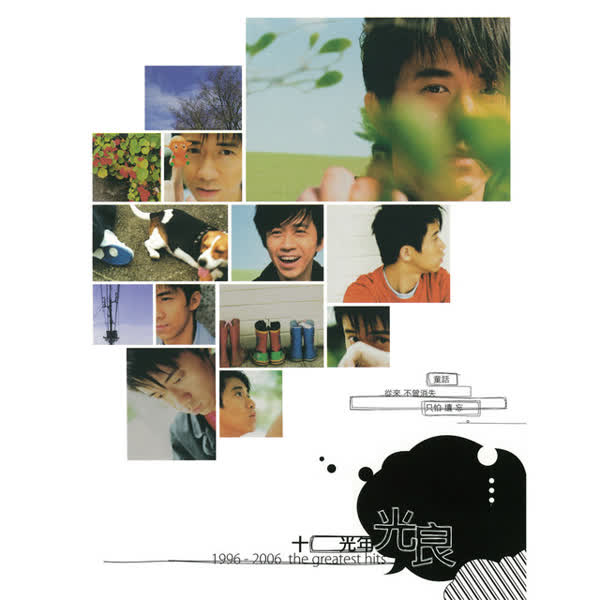 童話
從來 不曾消失
只怕 遺 忘
十 光年
光良
1996 - 2006 the greatest hits